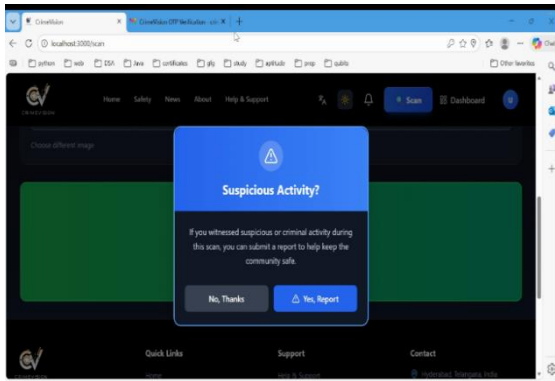 CrimeVision
CrimeVision OTP Verification
localhost:3000/scan
python
web
DSA
Java
certificates
gfg
study
aptitude
prep
Other favorites
CRIMEVISION
Home
Safety
News
About
Help & Support
Scan
Dashboard
Choose different image
Suspicious Activity?
If you witnessed suspicious or criminal activity during
this scan, you can submit a report to help keep the
community safe.
No, Thanks
Yes, Report
Quick Links
Support
Contact
Home
Help & Support
Hyderabad, Telangana, India
CRIMEVISION